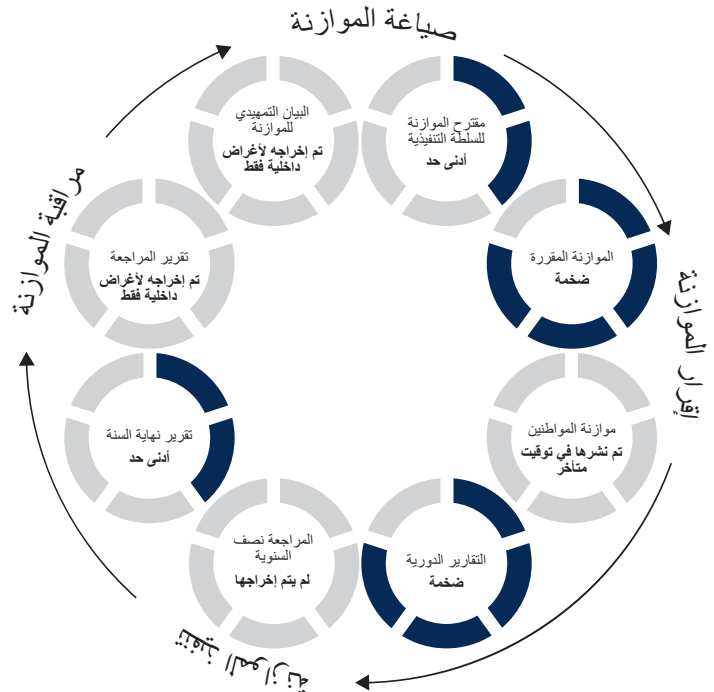 صياغة الموازنة
البيان التمهيدي
للموازنة
تم إخراجه لأغراض
داخلية فقط
مقترح الموازنة
للسلطة التنفيذية
أدنى حد
الموازنة المقررة
ضخمة
إقرار الموازنة
موازنة المواطنين
تم نشرها في توقيت
متأخر
التقارير الدورية
ضخمة
تنفيذ الموازنة
المراجعة نصف
السنوية
لم يتم إخراجها
تقرير نهاية السنة
أدنى حد
مراقبة الموازنة
تقرير المراجعة
تم إخراجه لأغراض
داخلية فقط